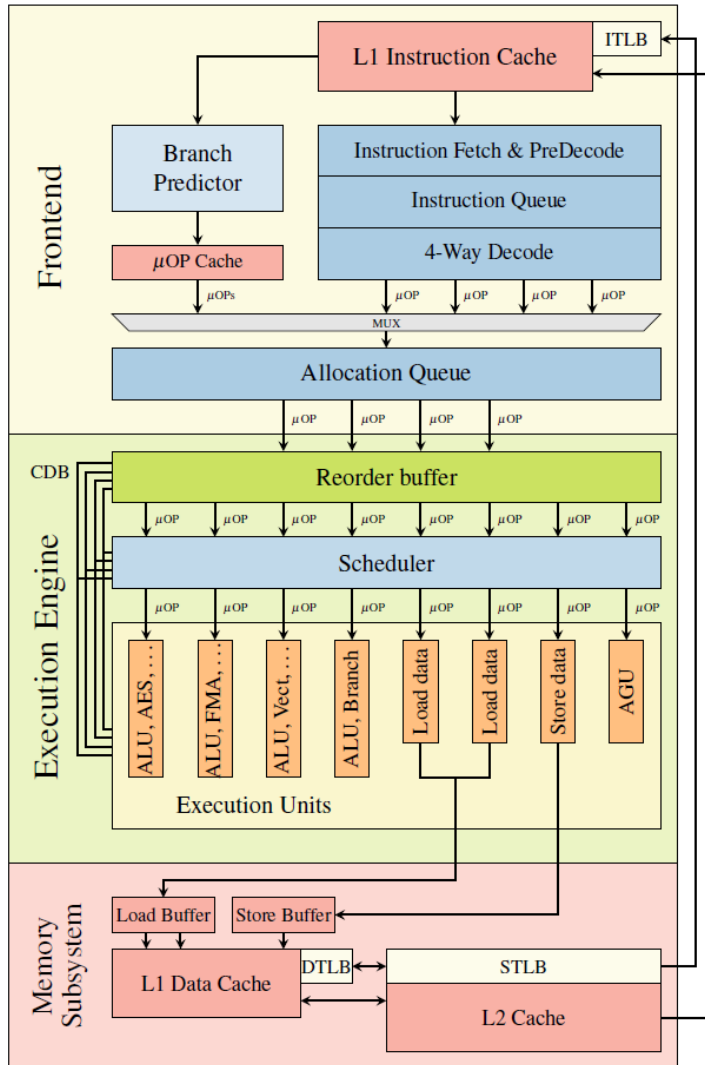 L1 Instruction Cache
ITLB
Branch
Predictor
Instruction Fetch & PreDecode
Instruction Queue
4-Way Decode
μOP Cache
μOPs
μOP
μOP
μOP
μOP
MUX
Allocation Queue
Frontend
μOP
μOP
μOP
μOP
CDB
Reorder buffer
μOP
μOP
μOP
μOP
μOP
μOP
μOP
μOP
Scheduler
μOP
μOP
μOP
μOP
μOP
μOP
μOP
μOP
ALU, AES, ...
ALU, FMA, ...
ALU, Vect, ...
ALU, Branch
Load data
Load data
Store data
AGU
Execution Units
Execution Engine
Load Buffer
Store Buffer
L1 Data Cache
DTLB
STLB
L2 Cache
Memory
Subsystem